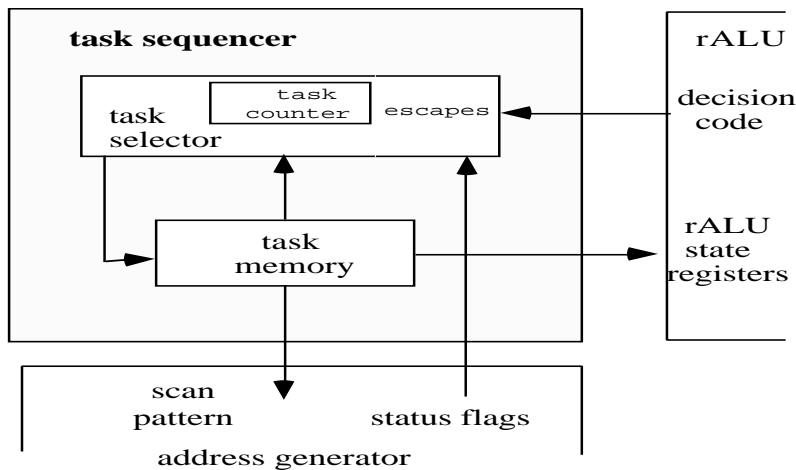 task sequencer
task
counter
escapes
task
selector
task
memory
rALU
decision
code
rALU
state
registers
scan
pattern
status flags
address generator